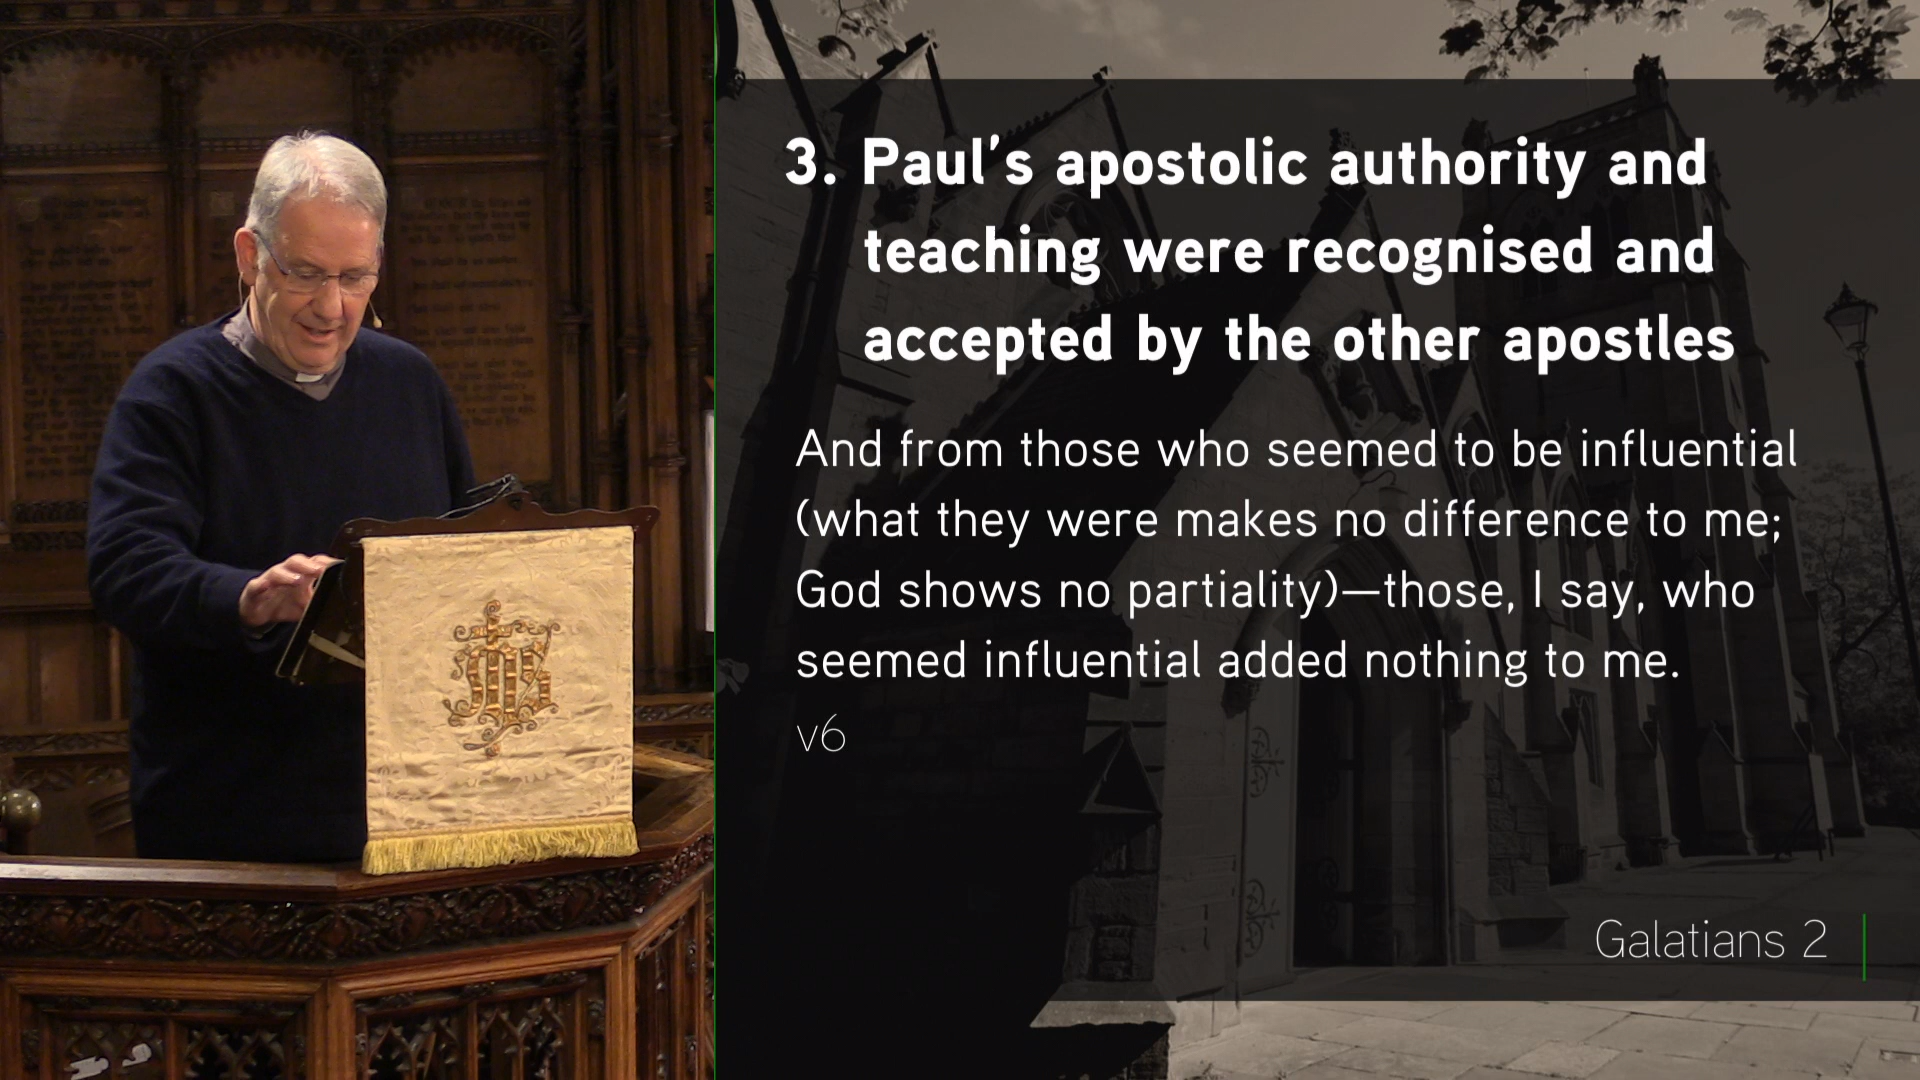 3. Paul's apostolic authority and
teaching were recognised and
accepted by the other apostles
And from those who seemed to be influential
(what they were makes no difference to me;
God shows no partiality)—those, I say, who
seemed influential added nothing to me.
v6
Galatians 2